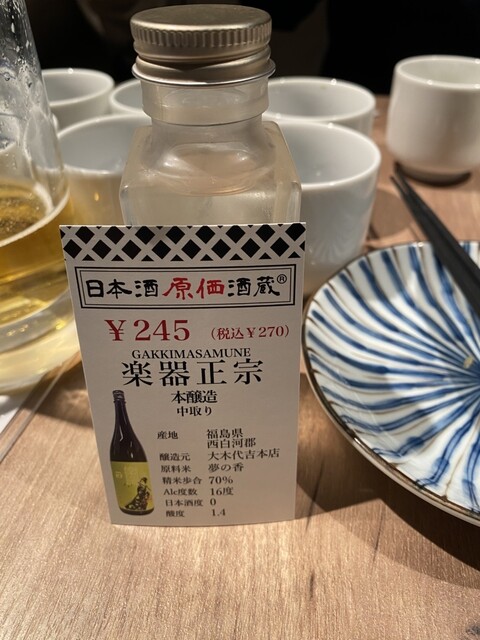 日本酒原価酒蔵®
￥245 (税込￥270)
GAKKIMASAMUNE
楽器正宗
本醸造
中取り
産地 福島県
西白河郡
醸造元 大木代吉本店
原料米 夢の香
精米歩合 70%
Alc度数 16度
日本酒度 0
酸度 1.4